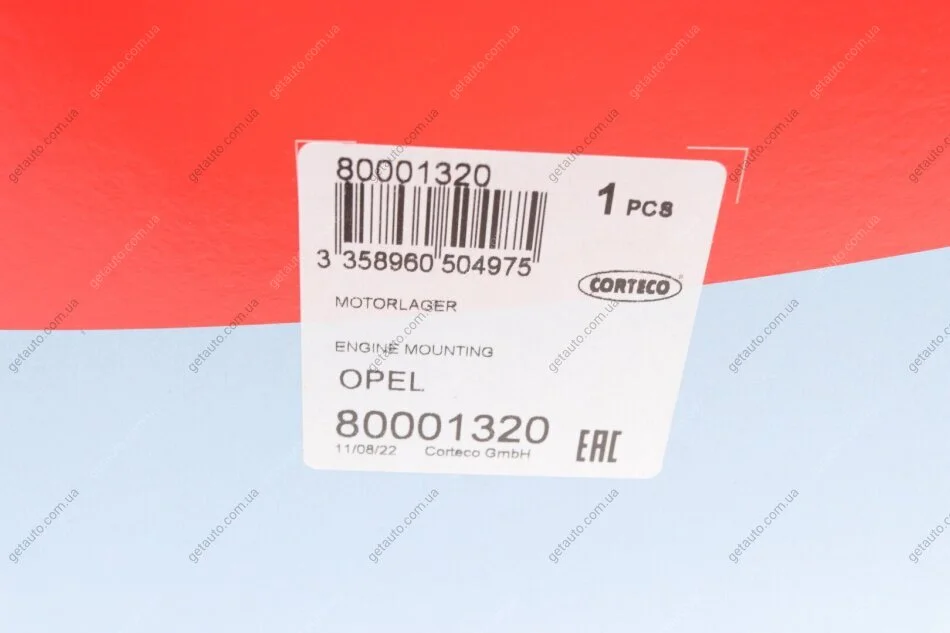 80001320
1 PCS
3 358960 504975
CORTECO
MOTORLAGER
ENGINE MOUNTING
OPEL
80001320
11/08/22 Corteco GmbH
EAC
getauto.com.ua